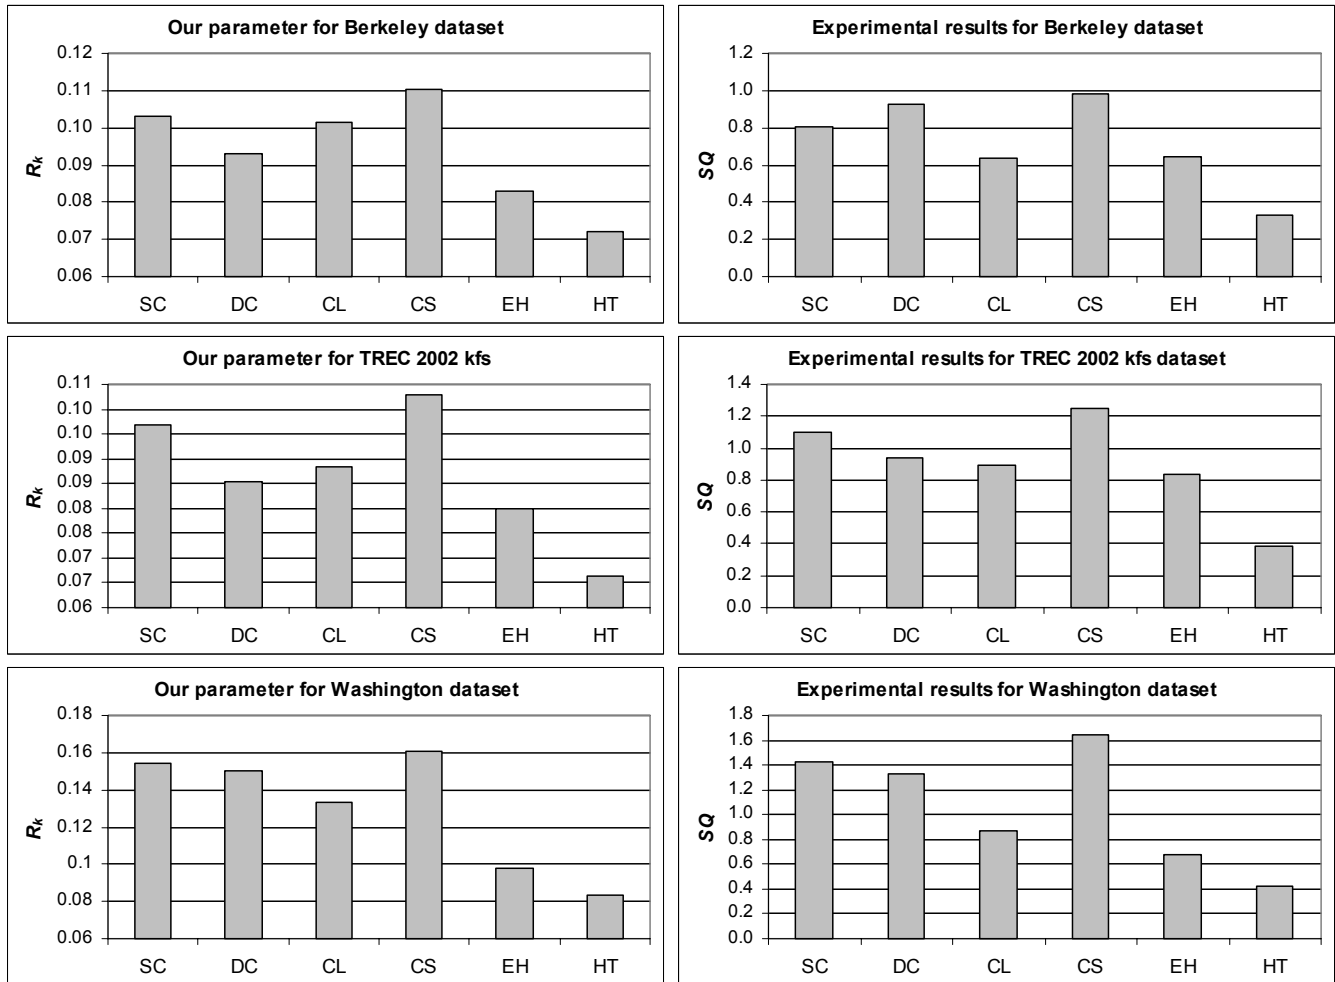 Our parameter for Berkeley dataset
0.12
0.11
0.10
0.09
0.08
0.07
0.06
Rk
SC DC CL CS EH HT
Experimental results for Berkeley dataset
1.2
1.0
0.8
0.6
0.4
0.2
0.0
SQ
SC DC CL CS EH HT
Our parameter for TREC 2002 kfs
0.11
0.10
0.10
0.09
0.09
0.08
0.08
0.07
0.07
0.06
Rk
SC DC CL CS EH HT
Experimental results for TREC 2002 kfs dataset
1.4
1.2
1.0
0.8
0.6
0.4
0.2
0.0
SQ
SC DC CL CS EH HT
Our parameter for Washington dataset
0.18
0.16
0.14
0.12
0.1
0.08
0.06
Rk
SC DC CL CS EH HT
Experimental results for Washington dataset
1.8
1.6
1.4
1.2
1.0
0.8
0.6
0.4
0.2
0.0
SQ
SC DC CL CS EH HT